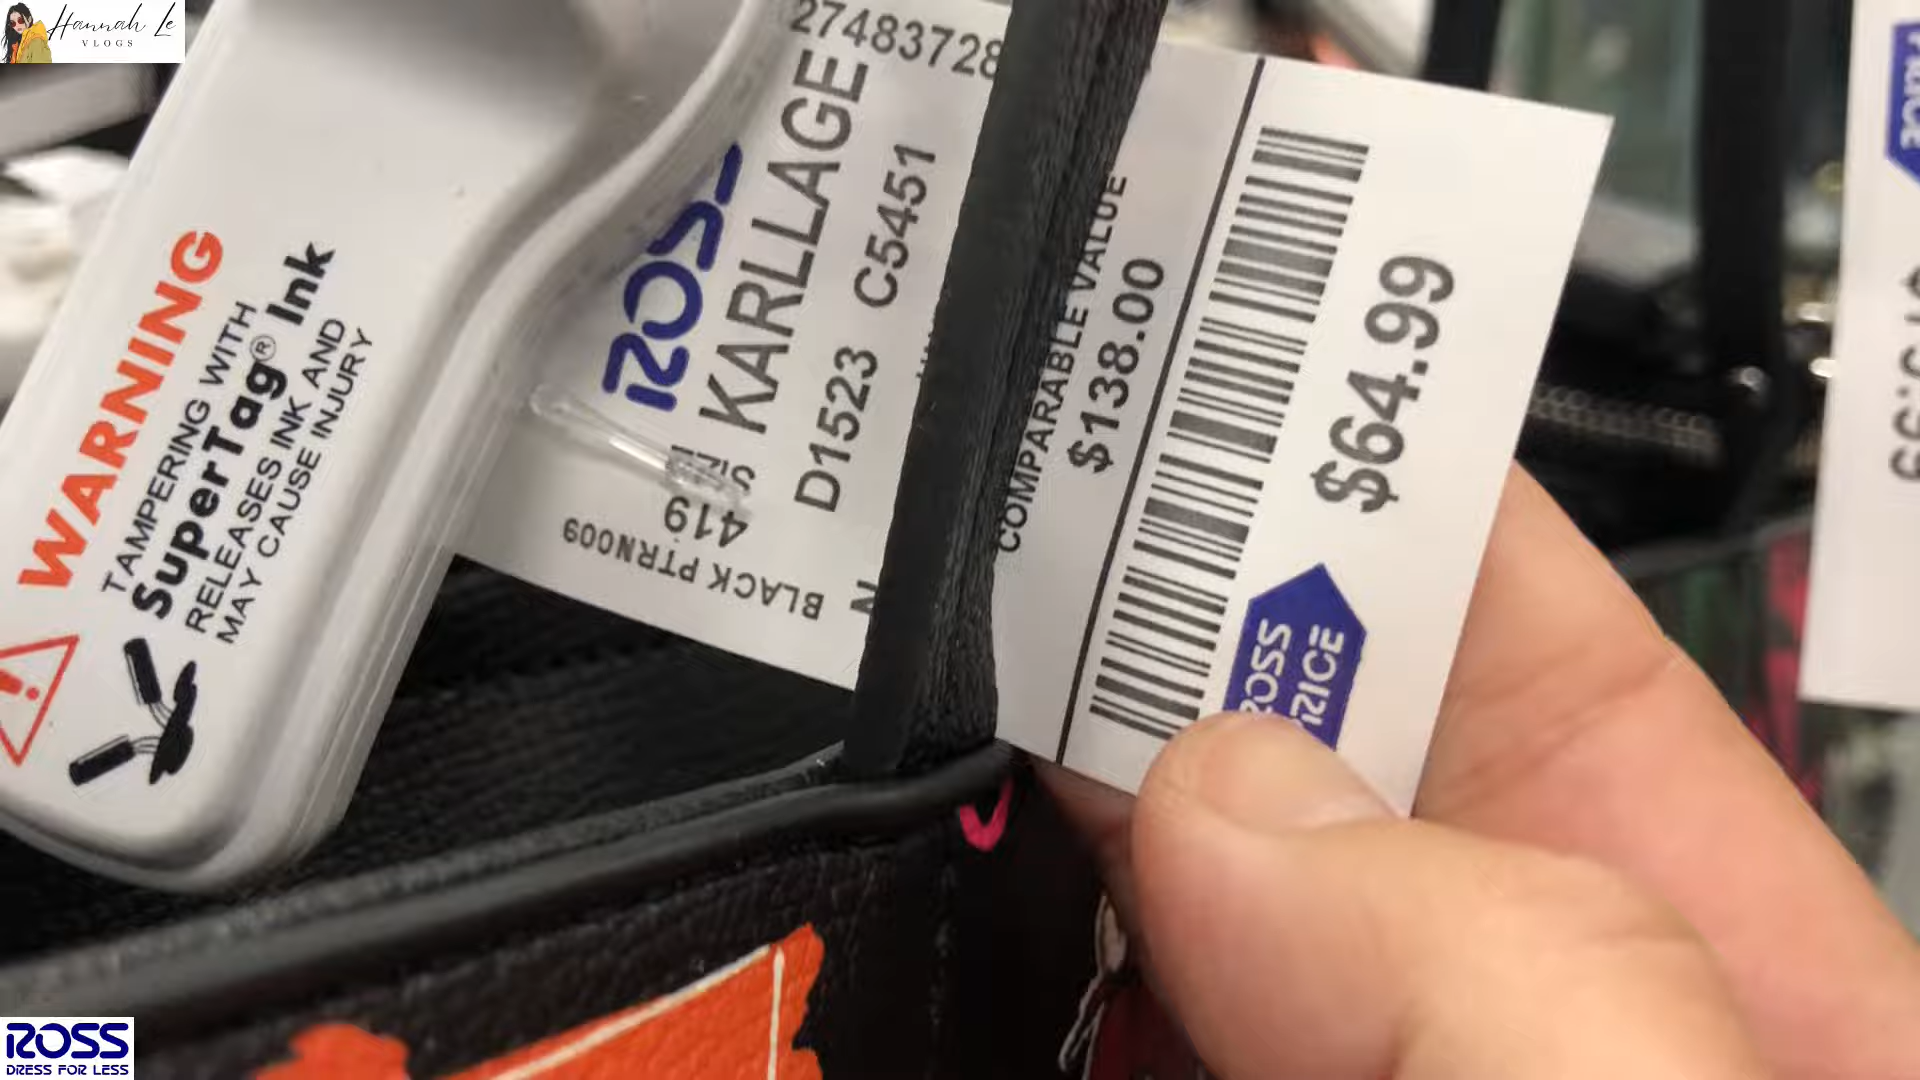 Hannah Le
VLOGS
WARNING
TAMPERING WITH
SuperTag® Ink
RELEASES INK AND
MAY CAUSE INJURY
27483728
ROSS
KARLLAGE
D1523 C5451
SIZE
419
BLACK PTRN009
COMPARABLE VALUE
$138.00
$64.99
ROSS
PRICE
PRICE
ROSS
DRESS FOR LESS